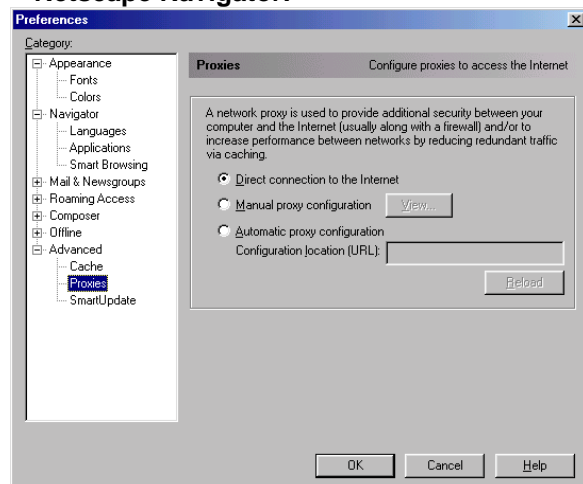 Netscape Navigator:
Preferences
Category:
Appearance
Fonts
Colors
Navigator
Languages
Applications
Smart Browsing
Mail & Newsgroups
Roaming Access
Composer
Offline
Advanced
Cache
Proxies
SmartUpdate
Proxies Configure proxies to access the Internet
A network proxy is used to provide additional security between your
computer and the Internet (usually along with a firewall) and/or to
increase performance between networks by reducing redundant traffic
via caching.
Direct connection to the Internet
Manual proxy configuration View...
Automatic proxy configuration
Configuration location (URL):
Reload
OK Cancel Help